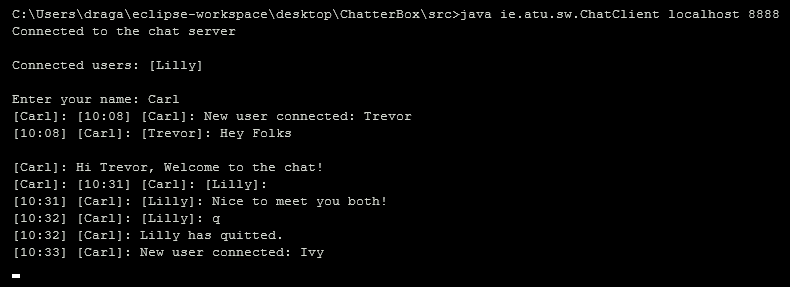 C:\Users\draga\eclipse-workspace\desktop\ChatterBox\src>java ie.atu.sw.ChatClient localhost 8888
Connected to the chat server
Connected users: [Lilly]
Enter your name: Carl
[Carl]: [10:08] [Carl]: New user connected: Trevor
[10:08] [Carl]: [Trevor]: Hey Folks
[Carl]: Hi Trevor, Welcome to the chat!
[Carl]: [10:31] [Carl]: [Lilly]:
[10:31] [Carl]: [Lilly]: Nice to meet you both!
[10:32] [Carl]: [Lilly]: q
[10:32] [Carl]: Lilly has quitted.
[10:33] [Carl]: New user connected: Ivy